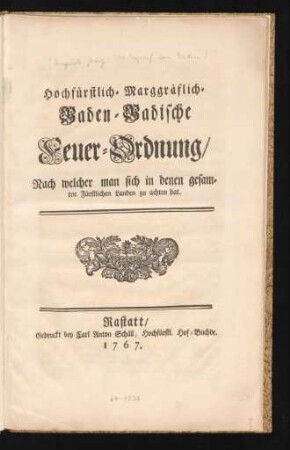 Hochfürstlich-Marggräflich-
Baden-Badische
Feuer-Ordnung/
Nach welcher man sich in denen gesam-
ten Fürstlichen Landen zu achten hat.
Rastatt/
Gedruckt bey Carl Anton Schäll, Hochfürstl. Hof-Buchdr.
1767.